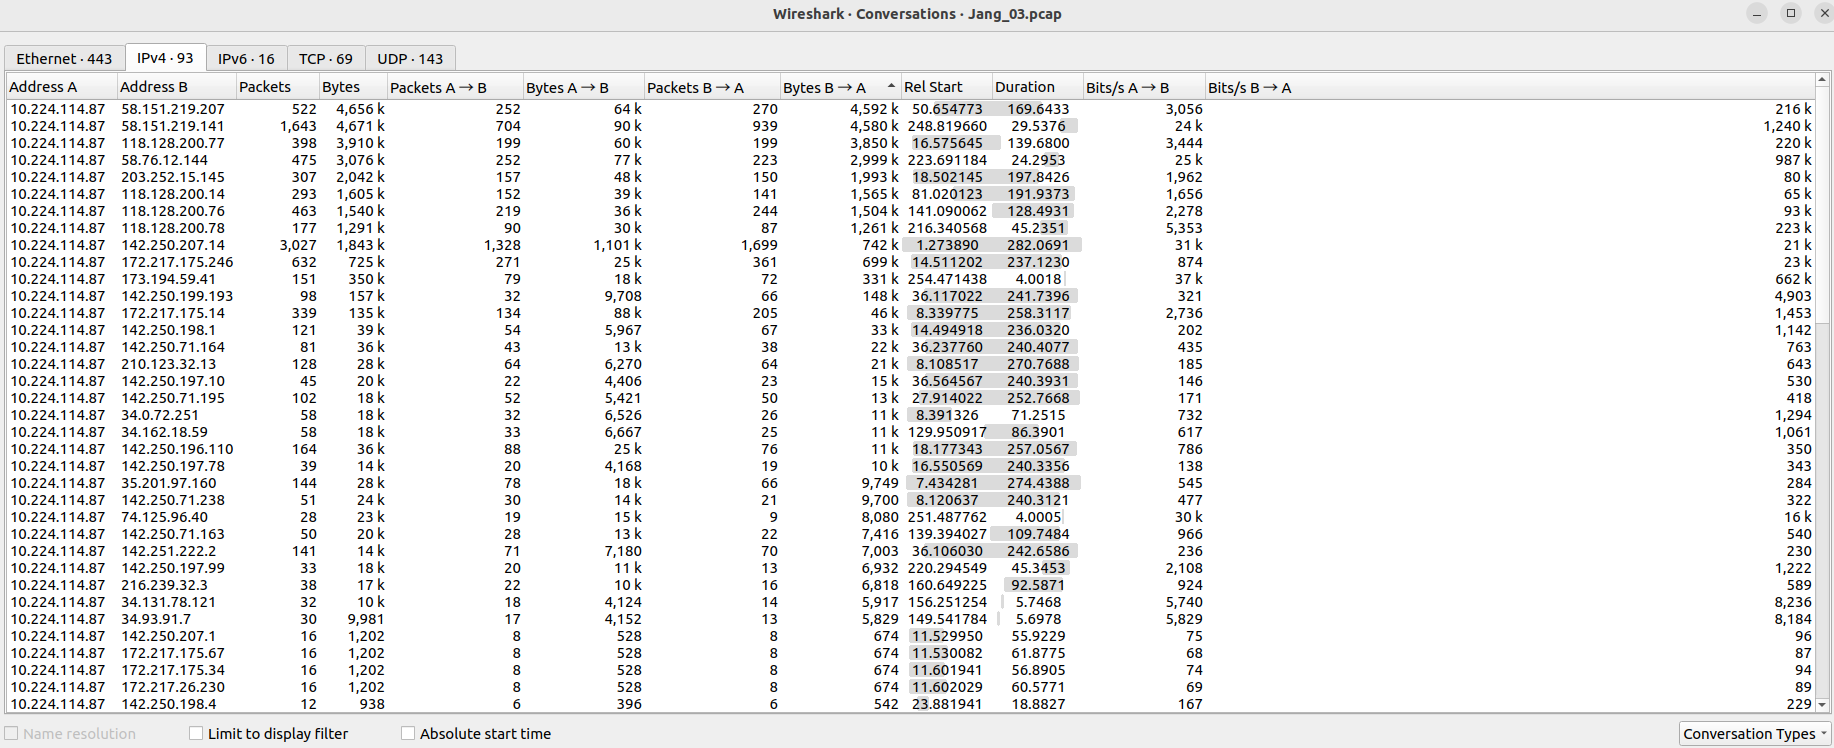 Wireshark · Conversations · Jang_03.pcap
Ethernet · 443 IPv4 · 93 IPv6 · 16 TCP · 69 UDP · 143
Address A Address B Packets Bytes Packets A → B Bytes A → B Packets B → A Bytes B → A Rel Start Duration Bits/s A → B Bits/s B → A
10.224.114.87 58.151.219.207 522 4,656 k 252 64 k 270 4,592 k 50.654773 169.6433 3,056 216 k
10.224.114.87 58.151.219.141 1,643 4,671 k 704 90 k 939 4,580 k 248.819660 29.5376 24 k 1,240 k
10.224.114.87 118.128.200.77 398 3,910 k 199 60 k 199 3,850 k 16.575645 139.6800 3,444 220 k
10.224.114.87 58.76.12.144 475 3,076 k 252 77 k 223 2,999 k 223.691184 24.2953 25 k 987 k
10.224.114.87 203.252.15.145 307 2,042 k 157 48 k 150 1,993 k 18.502145 197.8426 1,962 80 k
10.224.114.87 118.128.200.14 293 1,605 k 152 39 k 141 1,565 k 81.020123 191.9373 1,656 65 k
10.224.114.87 118.128.200.76 463 1,540 k 219 36 k 244 1,504 k 141.090062 128.4931 2,278 93 k
10.224.114.87 118.128.200.78 177 1,291 k 90 30 k 87 1,261 k 216.340568 45.2351 5,353 223 k
10.224.114.87 142.250.207.14 3,027 1,843 k 1,328 1,101 k 1,699 742 k 1.273890 282.0691 31 k 21 k
10.224.114.87 172.217.175.246 632 725 k 271 25 k 361 699 k 14.511202 237.1230 874 23 k
10.224.114.87 173.194.59.41 151 350 k 79 18 k 72 331 k 254.471438 4.0018 37 k 662 k
10.224.114.87 142.250.199.193 98 157 k 32 9,708 66 148 k 36.117022 241.7396 321 4,903
10.224.114.87 172.217.175.14 339 135 k 134 88 k 205 46 k 8.339775 258.3117 2,736 1,453
10.224.114.87 142.250.198.1 121 39 k 54 5,967 67 33 k 14.494918 236.0320 202 1,142
10.224.114.87 142.250.71.164 81 36 k 43 13 k 38 22 k 36.237760 240.4077 435 763
10.224.114.87 210.123.32.13 128 28 k 64 6,270 64 21 k 8.108517 270.7688 185 643
10.224.114.87 142.250.197.10 45 20 k 22 4,406 23 15 k 36.564567 240.3931 146 530
10.224.114.87 142.250.71.195 102 18 k 52 5,421 50 13 k 27.914022 252.7668 171 418
10.224.114.87 34.0.72.251 58 18 k 32 6,526 26 11 k 8.391326 71.2515 732 1,294
10.224.114.87 34.162.18.59 58 18 k 33 6,667 25 11 k 129.950917 86.3901 617 1,061
10.224.114.87 142.250.196.110 164 36 k 88 25 k 76 11 k 18.177343 257.0567 786 350
10.224.114.87 142.250.197.78 39 14 k 20 4,168 19 10 k 16.550569 240.3356 138 343
10.224.114.87 35.201.97.160 144 28 k 78 18 k 66 9,749 7.434281 274.4388 545 284
10.224.114.87 142.250.71.238 51 24 k 30 14 k 21 9,700 8.120637 240.3121 477 322
10.224.114.87 74.125.96.40 28 23 k 19 15 k 9 8,080 251.487762 4.0005 30 k 16 k
10.224.114.87 142.250.71.163 50 20 k 28 13 k 22 7,416 139.394027 109.7484 966 540
10.224.114.87 142.251.222.2 141 14 k 71 7,180 70 7,003 36.106030 242.6586 236 230
10.224.114.87 142.250.197.99 33 18 k 20 11 k 13 6,932 220.294549 45.3453 2,108 1,222
10.224.114.87 216.239.32.3 38 17 k 22 10 k 16 6,818 160.649225 92.5871 924 589
10.224.114.87 34.131.78.121 32 10 k 18 4,124 14 5,917 156.251254 5.7468 5,740 8,236
10.224.114.87 34.93.91.7 30 9,981 17 4,152 13 5,829 149.541784 5.6978 5,829 8,184
10.224.114.87 142.250.207.1 16 1,202 8 528 8 674 11.529950 55.9229 75 96
10.224.114.87 172.217.175.67 16 1,202 8 528 8 674 11.530082 61.8775 68 87
10.224.114.87 172.217.175.34 16 1,202 8 528 8 674 11.601941 56.8905 74 94
10.224.114.87 172.217.26.230 16 1,202 8 528 8 674 11.602029 60.5771 69 89
10.224.114.87 142.250.198.4 12 938 6 396 6 542 23.881941 18.8827 167 229
Name resolution Limit to display filter Absolute start time Conversation Types